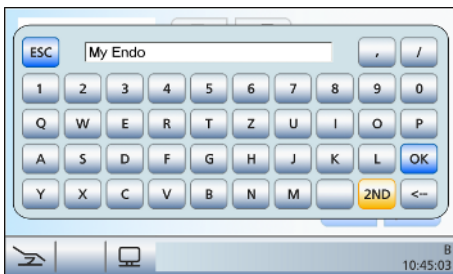 ESC My Endo , /
1 2 3 4 5 6 7 8 9 0
Q W E R T Z U I O P
A S D F G H J K L OK
Y X C V B N M 2ND <--
B
10:45:03